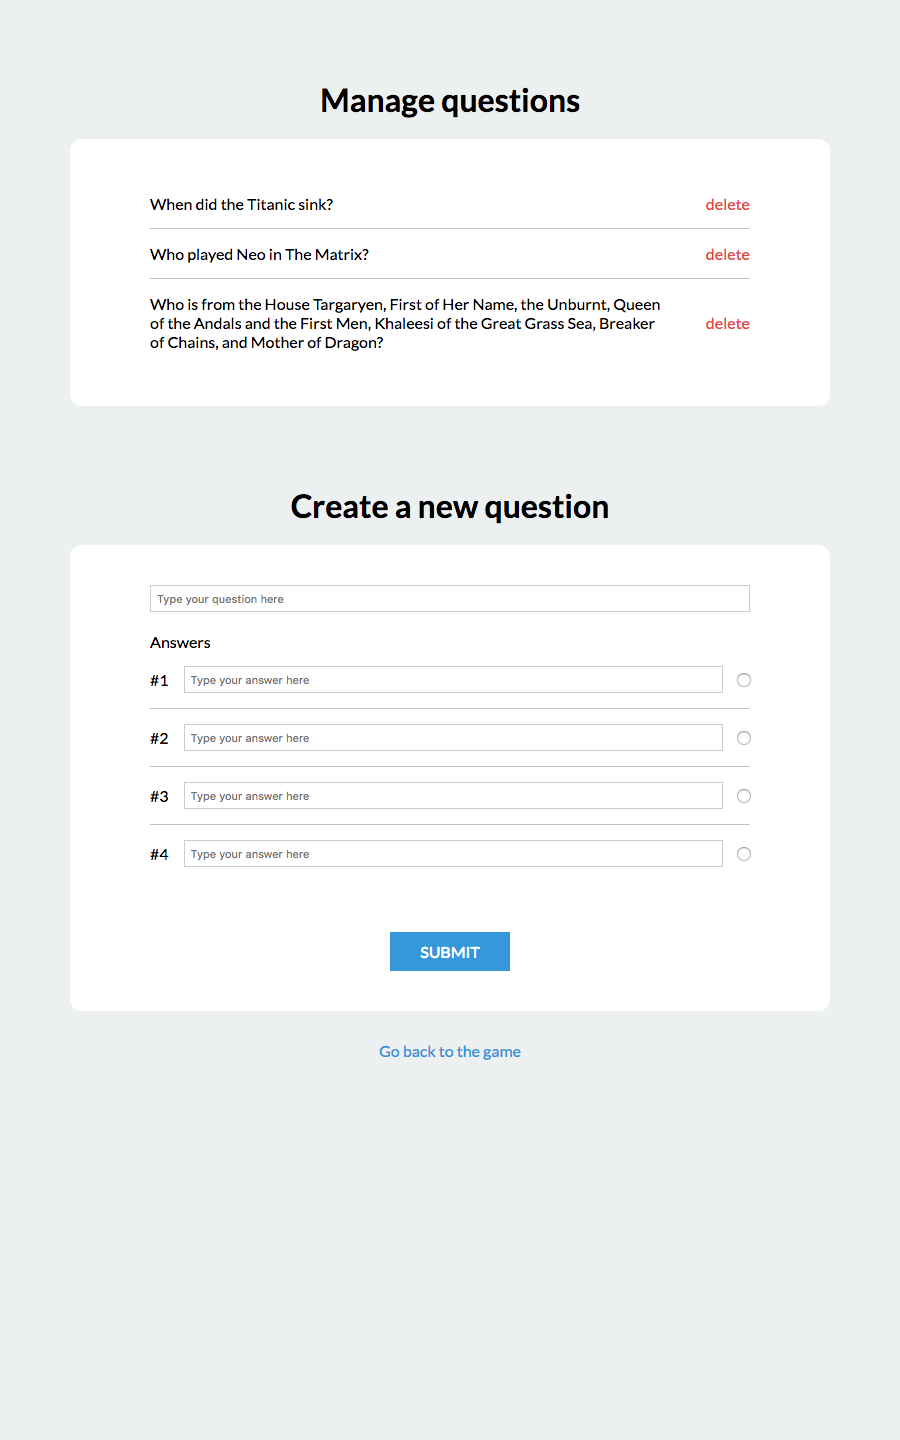 Manage questions
When did the Titanic sink? delete
Who played Neo in The Matrix? delete
Who is from the House Targaryen, First of Her Name, the Unburnt, Queen
of the Andals and the First Men, Khaleesi of the Great Grass Sea, Breaker
of Chains, and Mother of Dragon?
delete
Create a new question
Type your question here
Answers
#1 Type your answer here
#2 Type your answer here
#3 Type your answer here
#4 Type your answer here
SUBMIT
Go back to the game